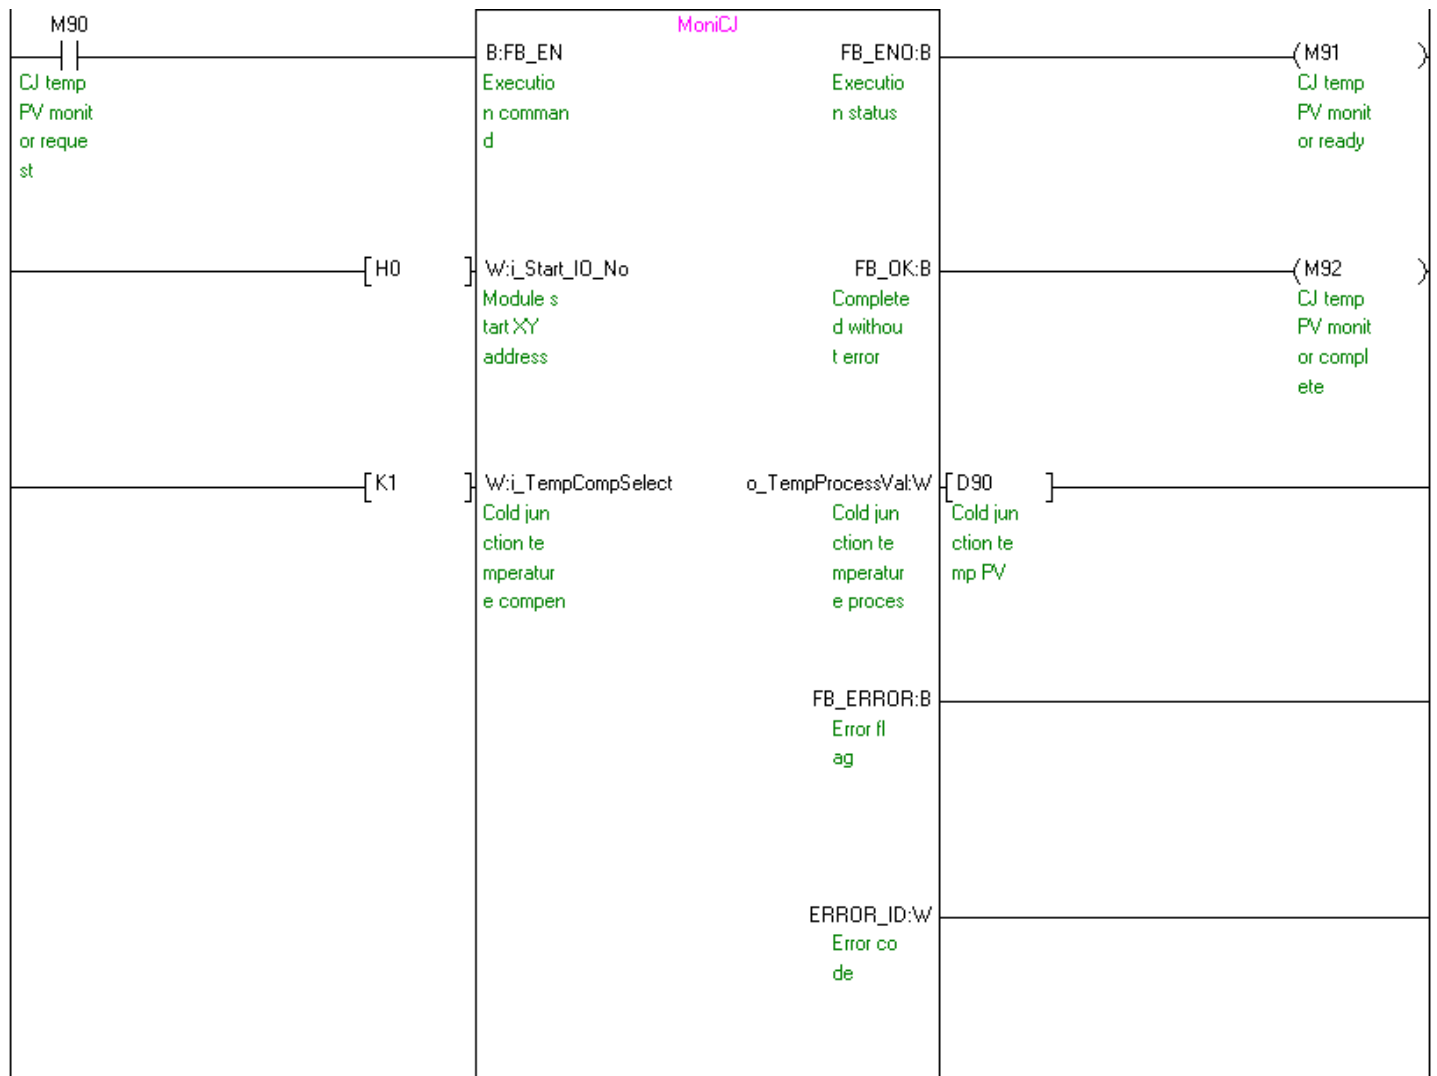 M90
MoniCJ
B:FB_EN
FB_ENO:B
M91
CJ temp
PV monit
or reque
st
Executio
n comman
d
Executio
n status
CJ temp
PV monit
or ready
H0
W:i_Start_IO_No
FB_OK:B
M92
Module s
tart XY
address
Complete
d withou
t error
CJ temp
PV monit
or compl
ete
K1
W:i_TempCompSelect
o_TempProcessVal:W
D90
Cold jun
ction te
mperatur
e compen
Cold jun
ction te
mperatur
e proces
Cold jun
ction te
mp PV
FB_ERROR:B
Error fl
ag
ERROR_ID:W
Error co
de